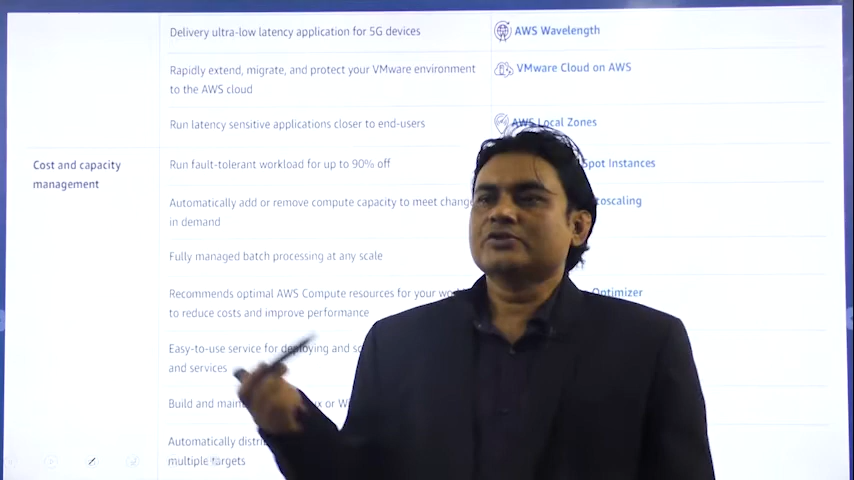 Delivery ultra-low latency application for 5G devices
AWS Wavelength
Rapidly extend, migrate, and protect your VMware environment
to the AWS cloud
VMware Cloud on AWS
Run latency sensitive applications closer to end-users
AWS Local Zones
Cost and capacity
management
Run fault-tolerant workload for up to 90% off
Spot Instances
Automatically add or remove compute capacity to meet change
in demand
Fully managed batch processing at any scale
Recommends optimal AWS Compute resources for your
to reduce costs and improve performance
Optimizer
Easy-to-use service for deploying and
and services
Build and
or
Automatically
multiple targets